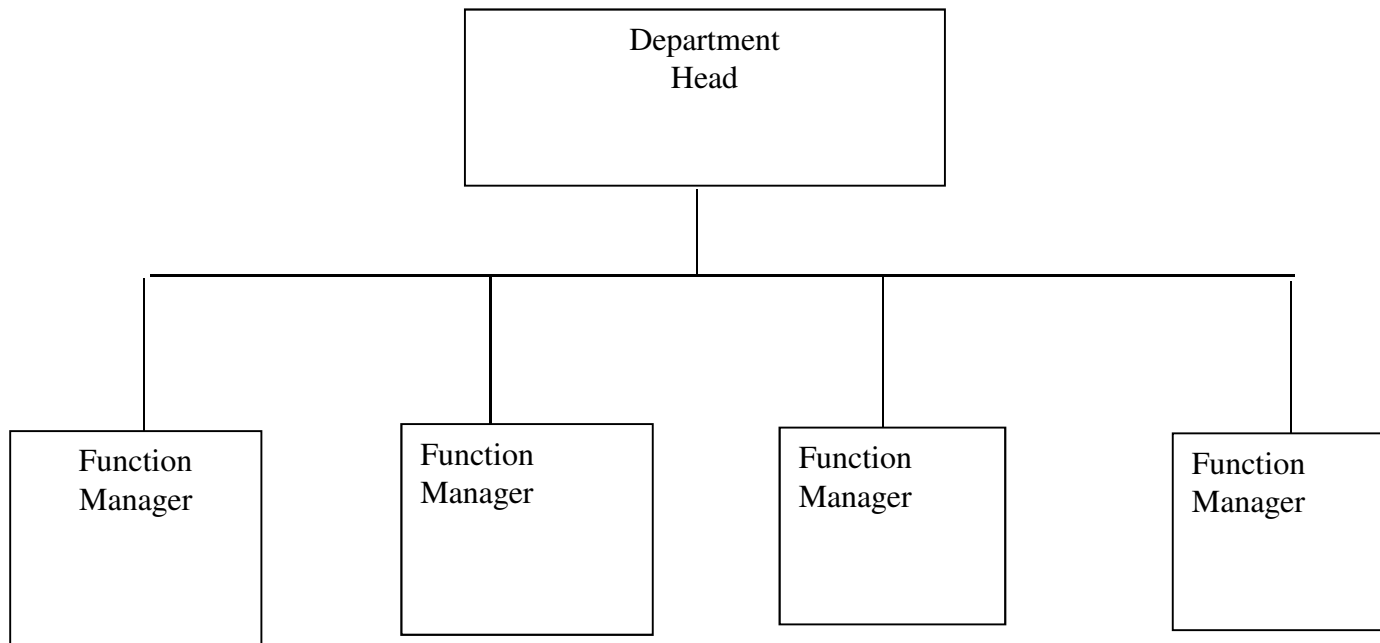 Department
Head
Function
Manager
Function
Manager
Function
Manager
Function
Manager